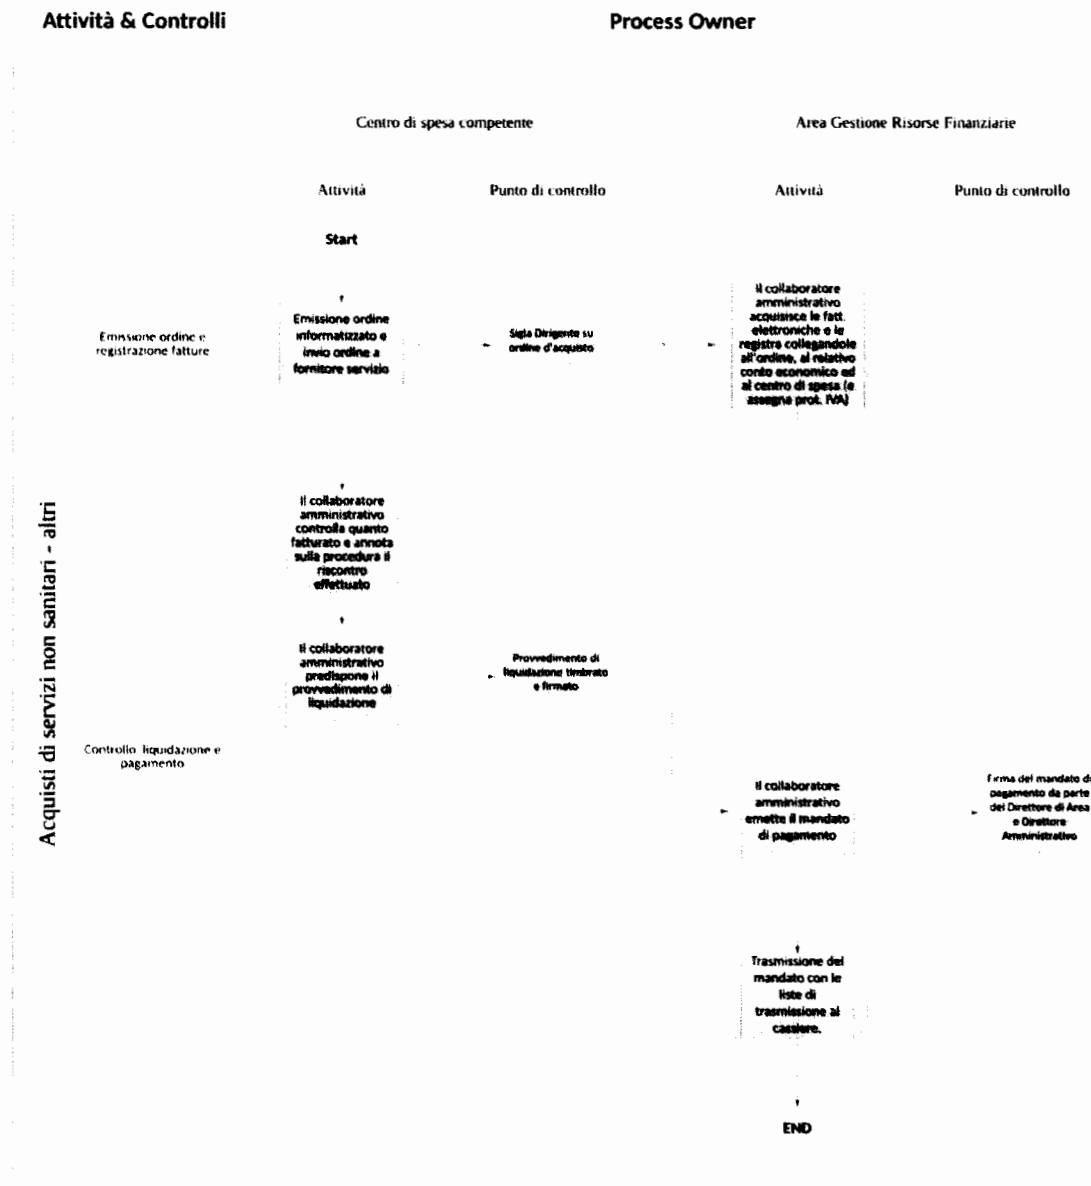 Attività & Controlli
Process Owner
Centro di spesa competente
Area Gestione Risorse Finanziarie
Attività
Punto di controllo
Attività
Punto di controllo
Start
Emissione ordine e
registrazione fatture
Emissione ordine
informatizzato e
invio ordine a
fornitore servizio
Sigla Dirigente su
ordine d'acquisto
Il collaboratore
amministrativo
acquisisce le fatt.
elettroniche e le
registra collegandole
all'ordine, al relativo
conto economico ed
al centro di spesa (e
assegna prot. IVA)
Acquisti di servizi non sanitari - altri
Il collaboratore
amministrativo
controlla quanto
fatturato e annota
sulla procedura il
riscontro
effettuato
Il collaboratore
amministrativo
predispone il
provvedimento di
liquidazione
Provvedimento di
liquidazione timbrato
e firmato
Controllo liquidazione e
pagamento
Il collaboratore
amministrativo
emette il mandato
di pagamento
Firma del mandato di
pagamento da parte
del Direttore di Area
e Direttore
Amministrativo
Trasmissione del
mandato con le
liste di
trasmissione al
cassiere.
END